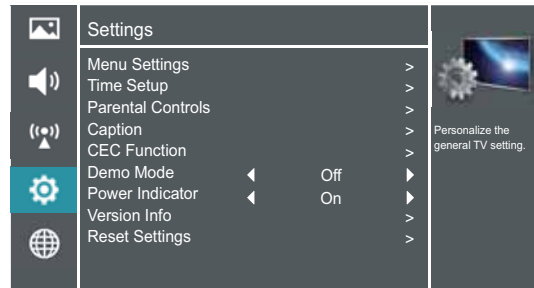 Settings
Menu Settings >
Time Setup >
Parental Controls >
Caption >
CEC Function >
Demo Mode Off
Power Indicator On
Version Info >
Reset Settings >
Personalize the
general TV setting.